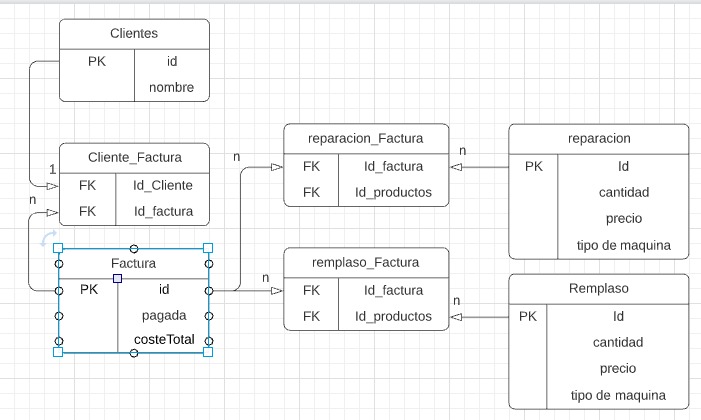 Clientes
PK id
nombre
Cliente_Factura
1
FK Id_Cliente
n
FK Id_factura
Factura
PK id
pagada
costeTotal
n
reparacion_Factura
FK Id_factura
FK Id_productos
n
remplaso_Factura
FK Id_factura
FK Id_productos
n
reparacion
PK Id
cantidad
precio
tipo de maquina
n
Remplaso
PK Id
cantidad
precio
tipo de maquina